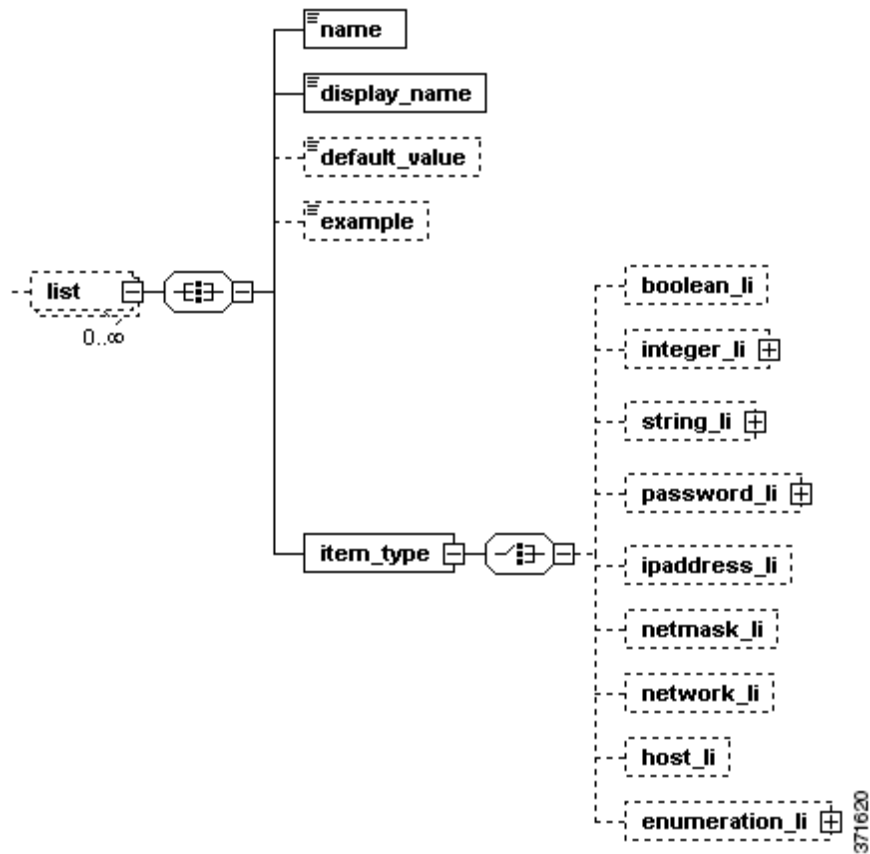 name
display_name
default_value
example
list
0..∞
boolean_li
integer_li
string_li
password_li
item_type
ipaddress_li
netmask_li
network_li
host_li
enumeration_li
371620